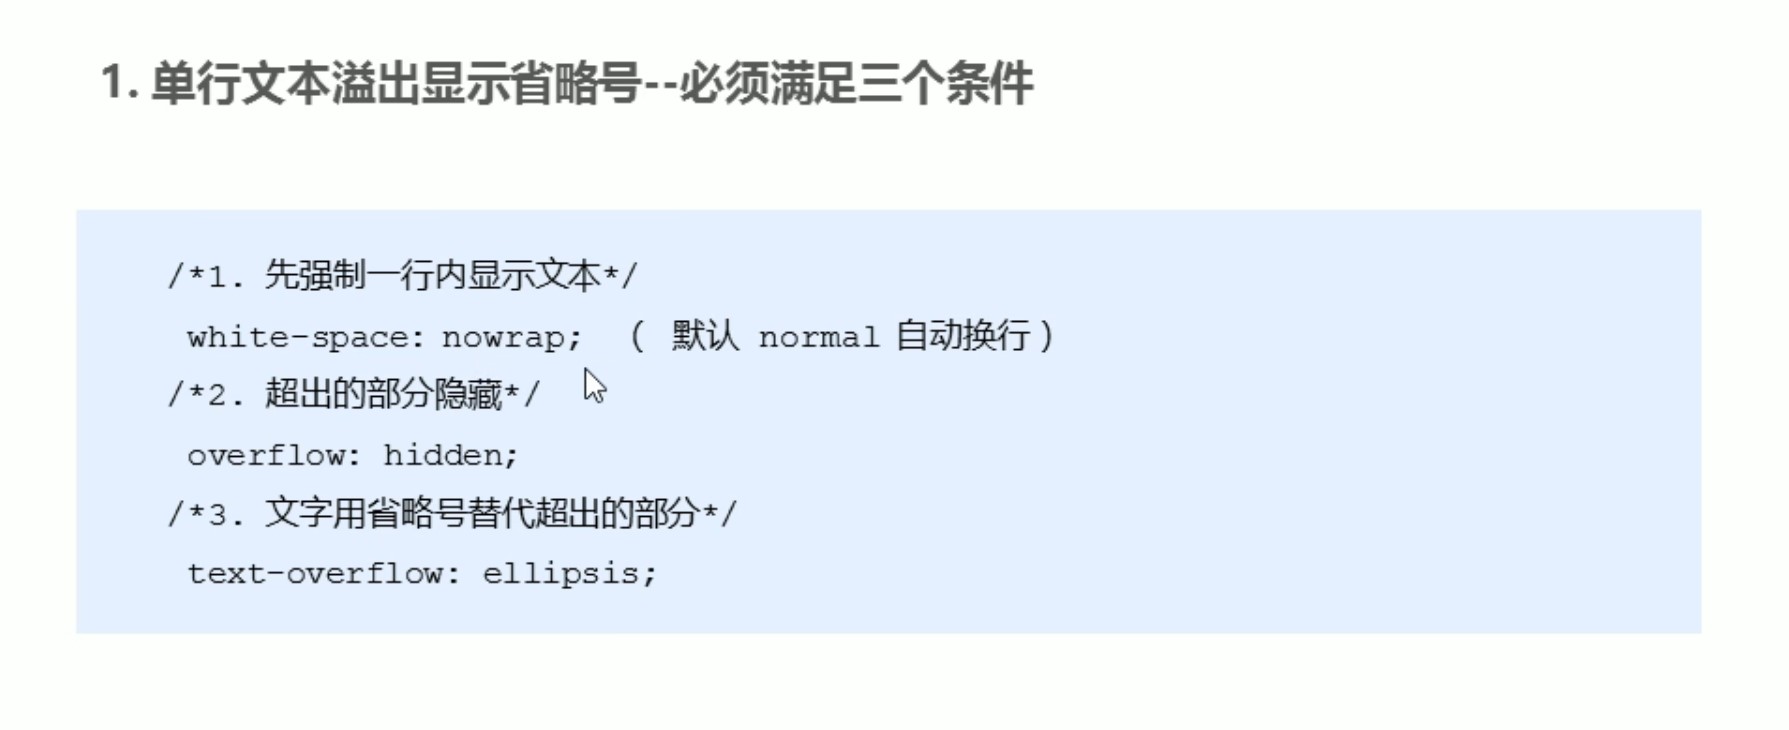 1. 单行文本溢出显示省略号--必须满足三个条件
/*1. 先强制一行内显示文本*/
white-space: nowrap; ( 默认 normal 自动换行)
/*2. 超出的部分隐藏*/
overflow: hidden;
/*3. 文字用省略号替代超出的部分*/
text-overflow: ellipsis;